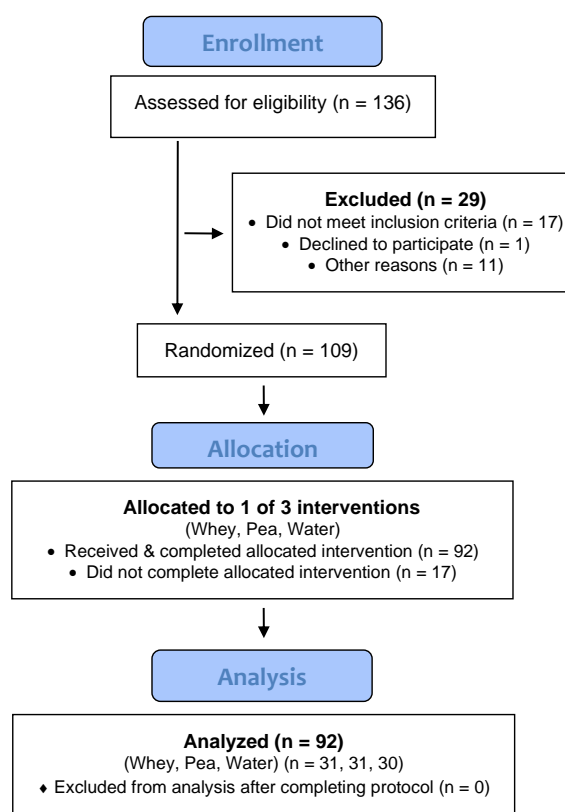 Enrollment
Assessed for eligibility (n = 136)
Excluded (n = 29)
• Did not meet inclusion criteria (n = 17)
• Declined to participate (n = 1)
• Other reasons (n = 11)
Randomized (n = 109)
Allocation
Allocated to 1 of 3 interventions
(Whey, Pea, Water)
• Received & completed allocated intervention (n = 92)
• Did not complete allocated intervention (n = 17)
Analysis
Analyzed (n = 92)
(Whey, Pea, Water) (n = 31, 31, 30)
♦ Excluded from analysis after completing protocol (n = 0)